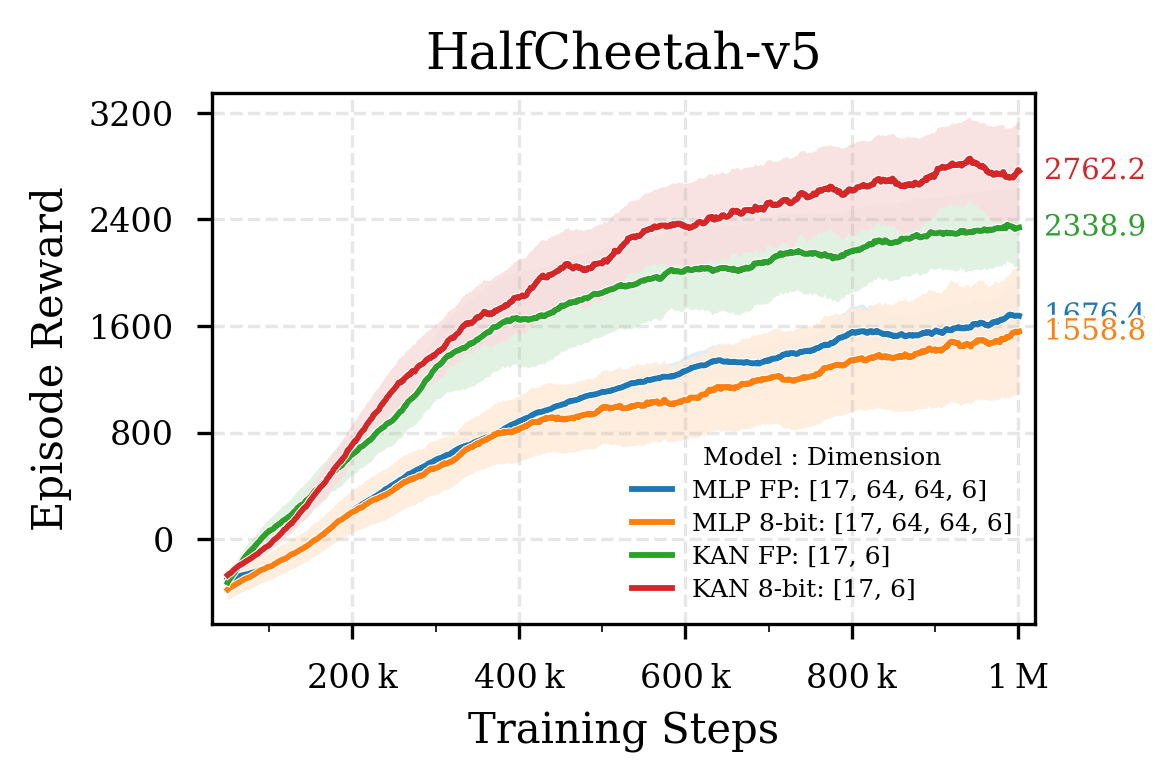 HalfCheetah-v5
3200
2400
1600
800
0
Episode Reward
2762.2
2338.9
1676.4
1558.8
Model : Dimension
MLP FP: [17, 64, 64, 6]
MLP 8-bit: [17, 64, 64, 6]
KAN FP: [17, 6]
KAN 8-bit: [17, 6]
200 k 400 k 600 k 800 k 1 M
Training Steps